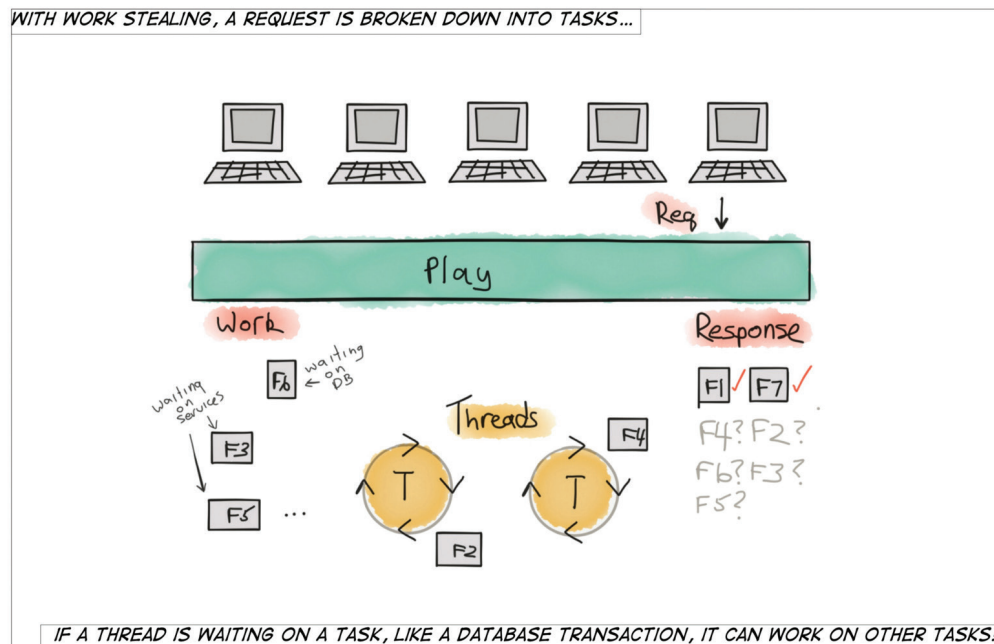 WITH WORK STEALING, A REQUEST IS BROKEN DOWN INTO TASKS...
Req
Play
Work
Response
F6
waiting
on
DB
waiting
on
services
F3
F5
...
Threads
T
T
F4
F2
F1
F7
F4? F2?
F6? F3?
F5?
IF A THREAD IS WAITING ON A TASK, LIKE A DATABASE TRANSACTION, IT CAN WORK ON OTHER TASKS.